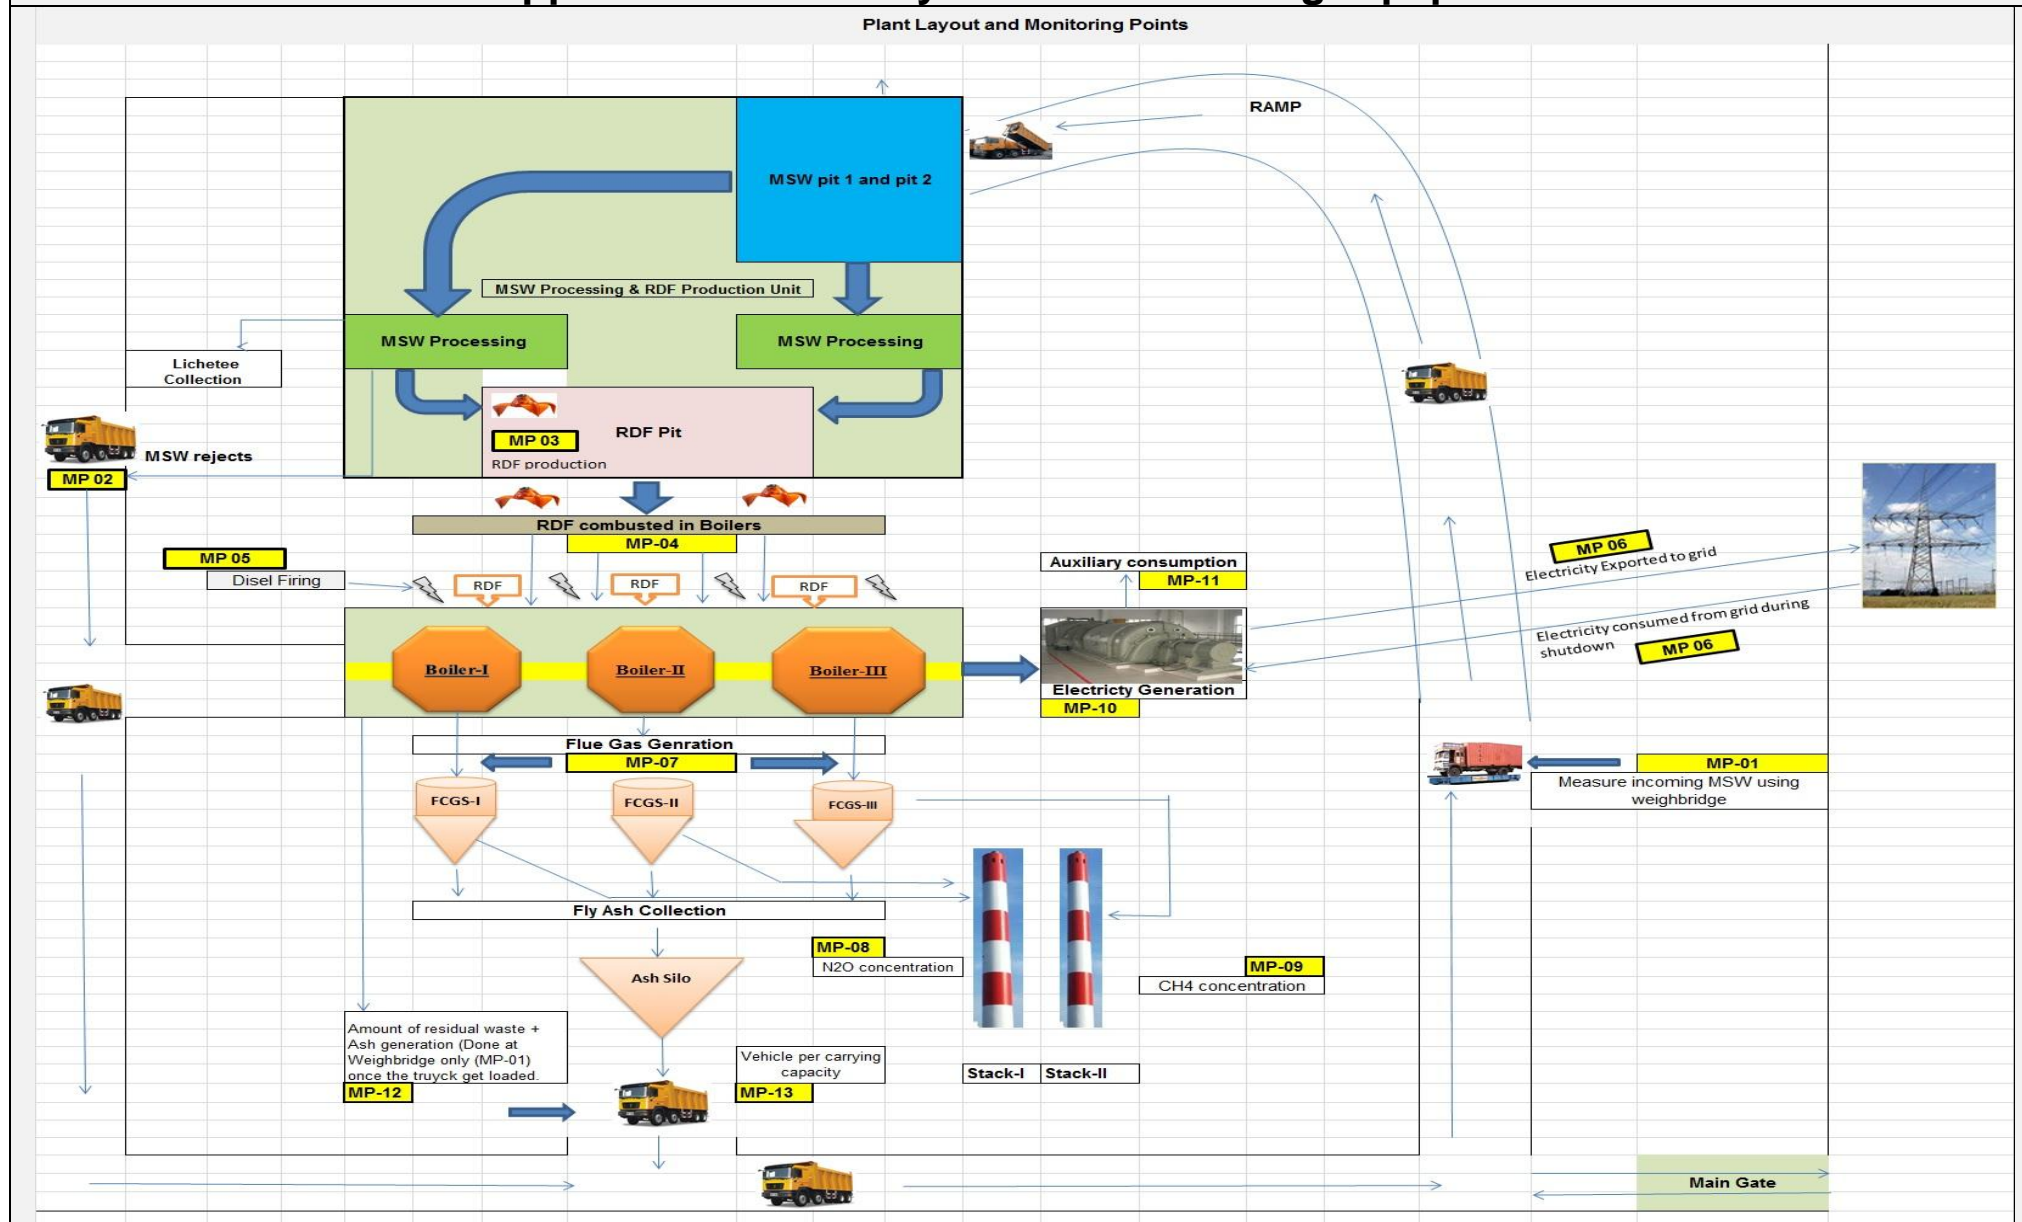 Plant Layout and Monitoring Points
RAMP
MSW pit 1 and pit 2
MSW Processing & RDF Production Unit
MSW Processing
MSW Processing
Lichetee
Collection
RDF Pit
MP 03
RDF production
MSW rejects
MP 02
RDF combusted in Boilers
MP-04
MP 05
Disel Firing
RDF
RDF
RDF
Auxiliary consumption
MP-11
MP 06
Electricity Exported to grid
Electricity consumed from grid during
shutdown
MP 06
Boiler-I
Boiler-II
Boiler-III
Electricty Generation
MP-10
Flue Gas Genration
MP-07
MP-01
Measure incoming MSW using
weighbridge
FCGS-I
FCGS-II
FCGS-III
Fly Ash Collection
MP-08
N2O concentration
MP-09
CH4 concentration
Ash Silo
Amount of residual waste +
Ash generation (Done at
Weighbridge only (MP-01)
once the truyck get loaded.
MP-12
Vehicle per carrying
capacity
MP-13
Stack-I
Stack-II
Main Gate